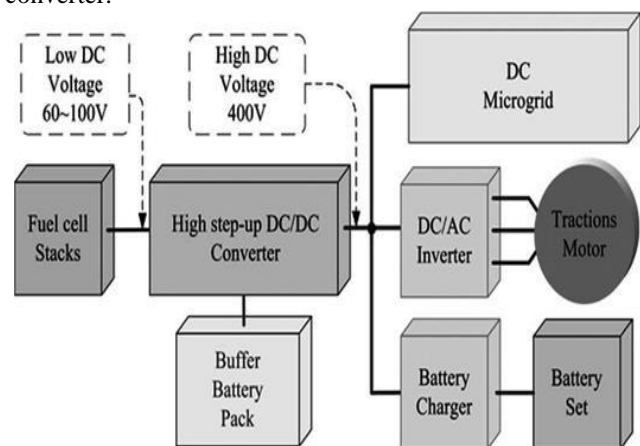 converter.
Low DC
Voltage
60~100V
High DC
Voltage
400V
DC
Microgrid
Fuel cell
Stacks
High step-up DC/DC
Converter
DC/AC
Inverter
Tractions
Motor
Buffer
Battery
Pack
Battery
Charger
Battery
Set